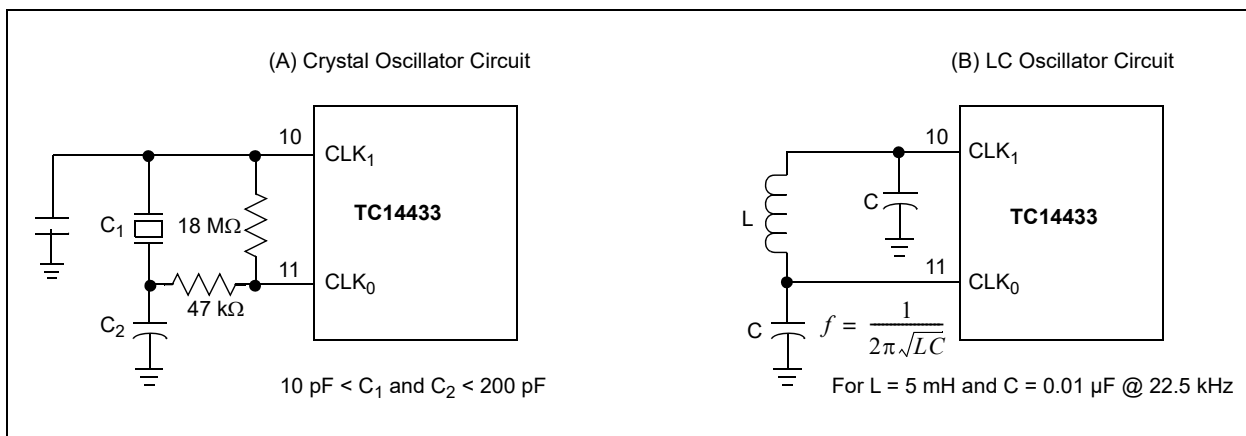 (A) Crystal Oscillator Circuit
10
CLK₁
C₁
18 MΩ
TC14433
11
CLK₀
47 kΩ
C₂
10 pF < C₁ and C₂ < 200 pF
(B) LC Oscillator Circuit
10
CLK₁
C
L
TC14433
11
CLK₀
C
f = 1 / 2π√LC
For L = 5 mH and C = 0.01 µF @ 22.5 kHz